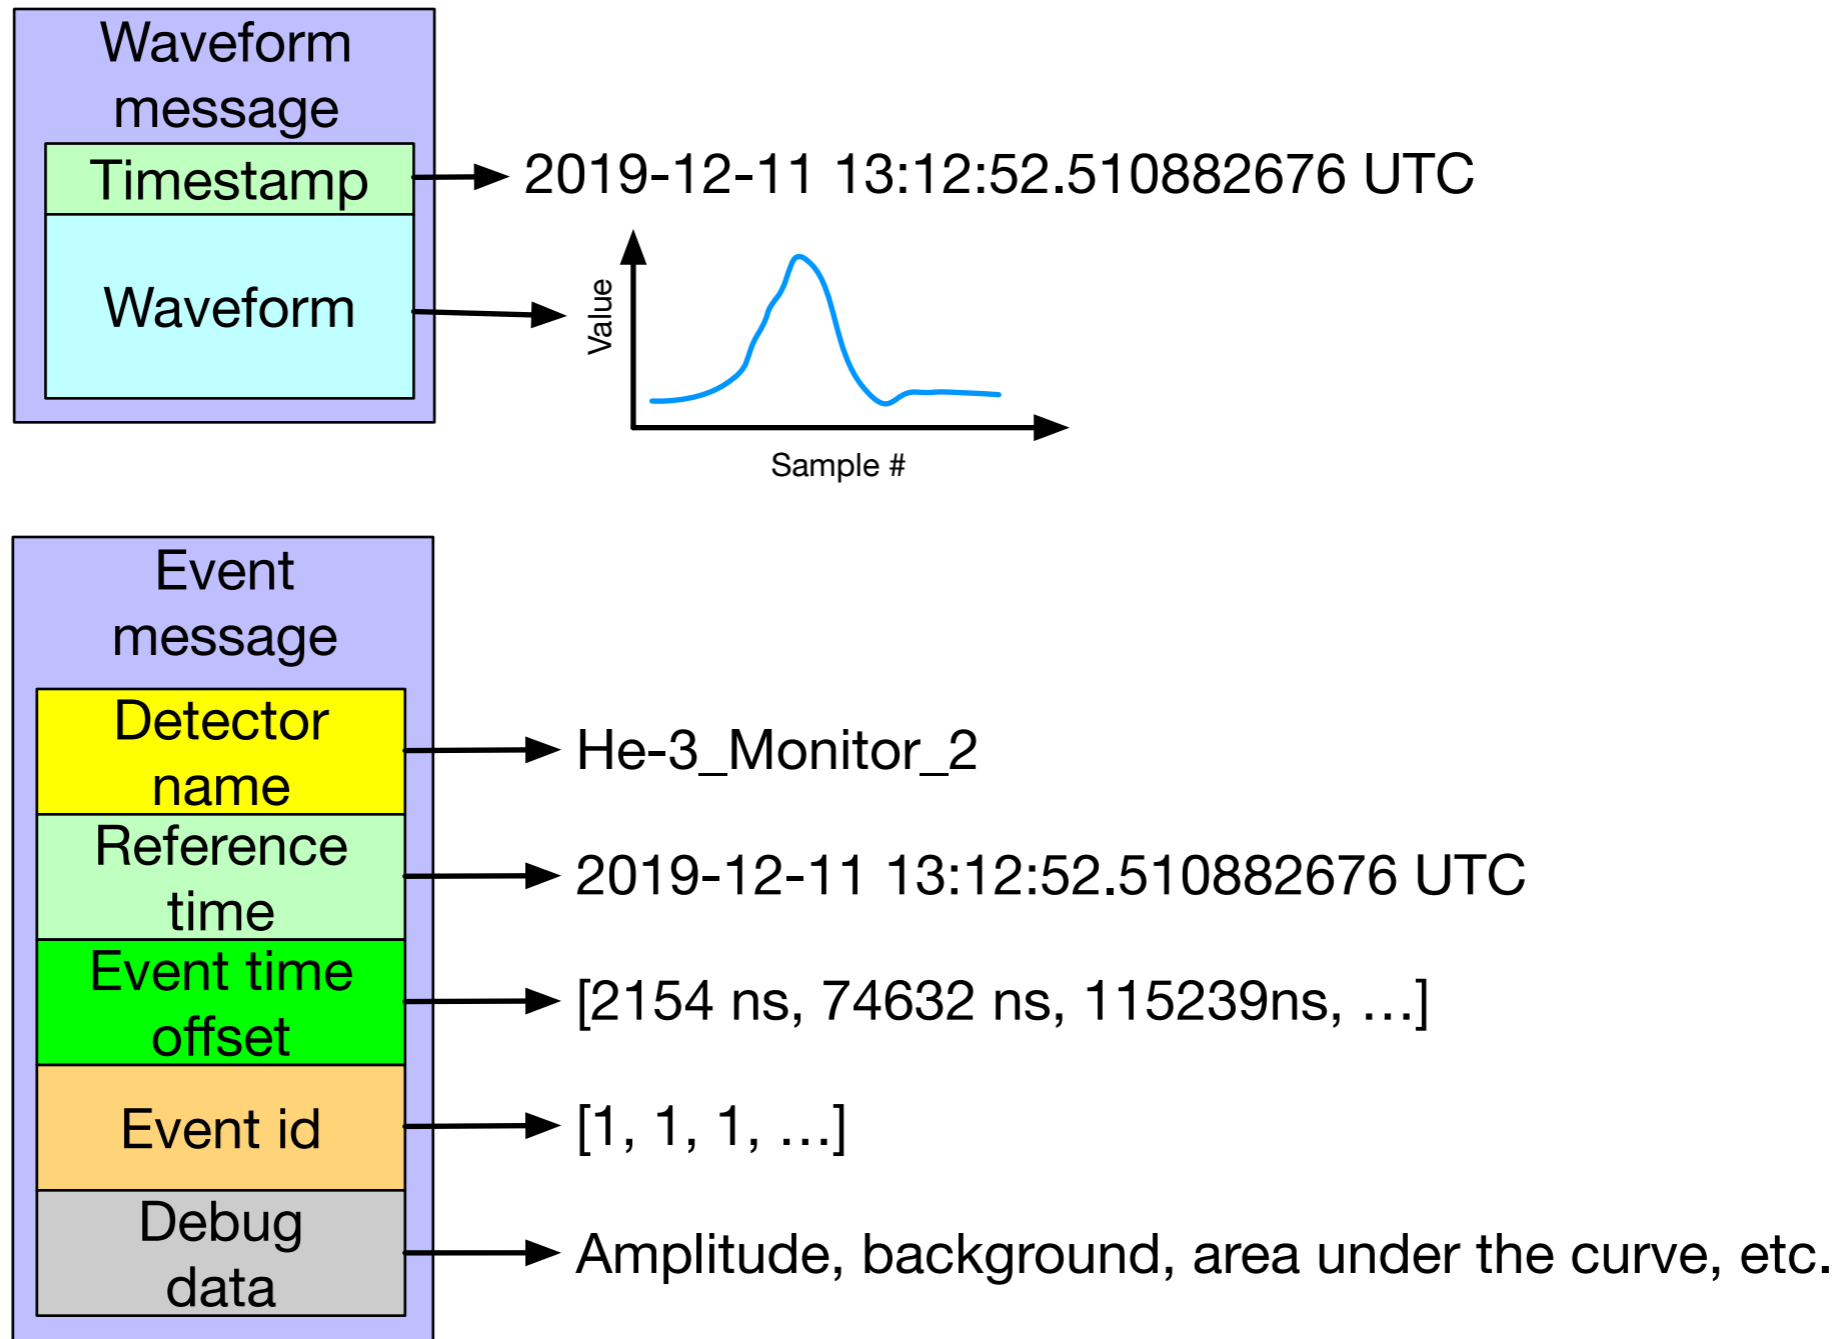 Waveform
message
Timestamp
2019-12-11 13:12:52.510882676 UTC
Waveform
Value
Sample #
Event
message
Detector
name
He-3_Monitor_2
Reference
time
2019-12-11 13:12:52.510882676 UTC
Event time
offset
[2154 ns, 74632 ns, 115239ns, …]
Event id
[1, 1, 1, …]
Debug
data
Amplitude, background, area under the curve, etc.